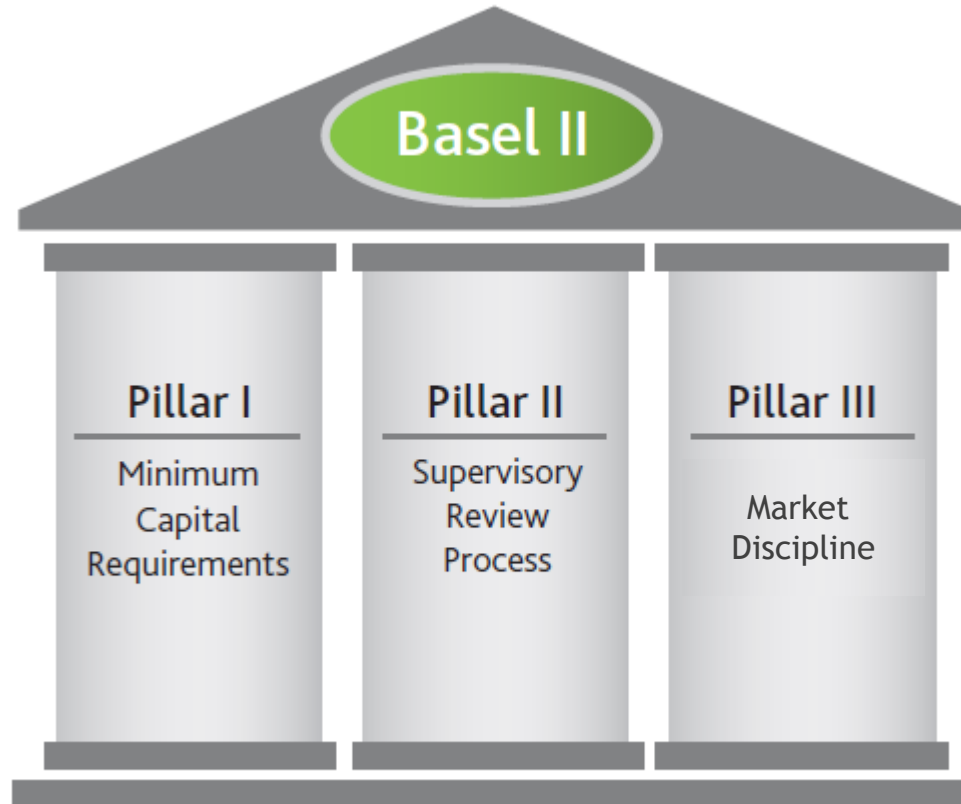 Basel II
Pillar I
Minimum
Capital
Requirements
Pillar II
Supervisory
Review
Process
Pillar III
Market
Discipline